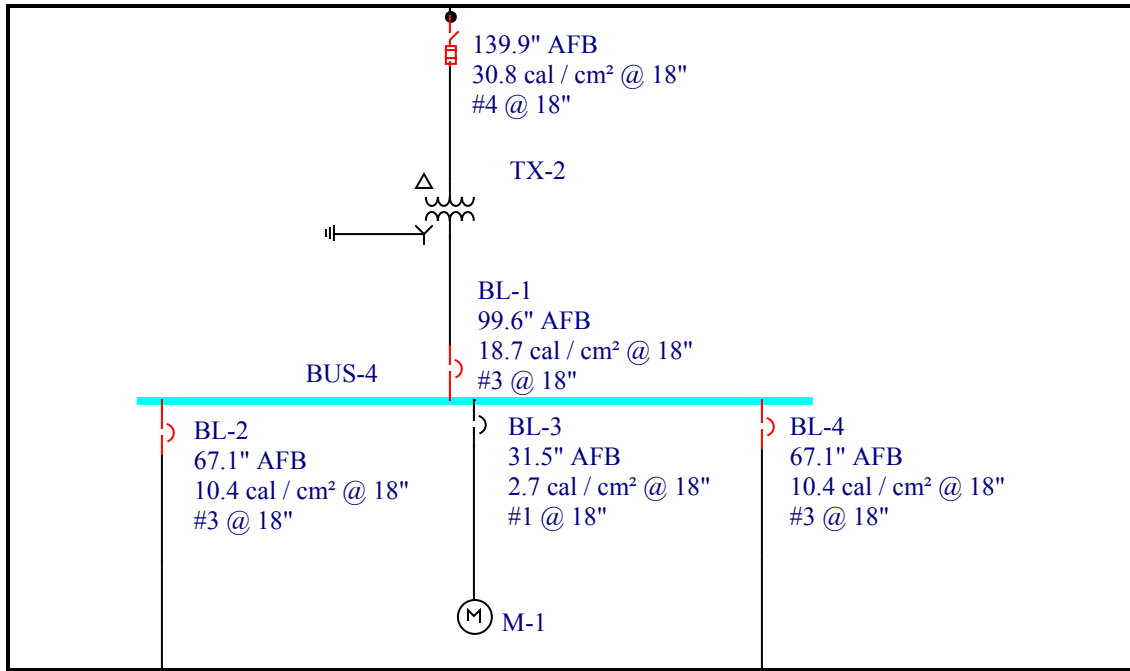 139.9" AFB
30.8 cal / cm² @ 18"
#4 @ 18"
TX-2
BL-1
99.6" AFB
18.7 cal / cm² @ 18"
#3 @ 18"
BUS-4
BL-2
67.1" AFB
10.4 cal / cm² @ 18"
#3 @ 18"
BL-3
31.5" AFB
2.7 cal / cm² @ 18"
#1 @ 18"
BL-4
67.1" AFB
10.4 cal / cm² @ 18"
#3 @ 18"
M
M-1